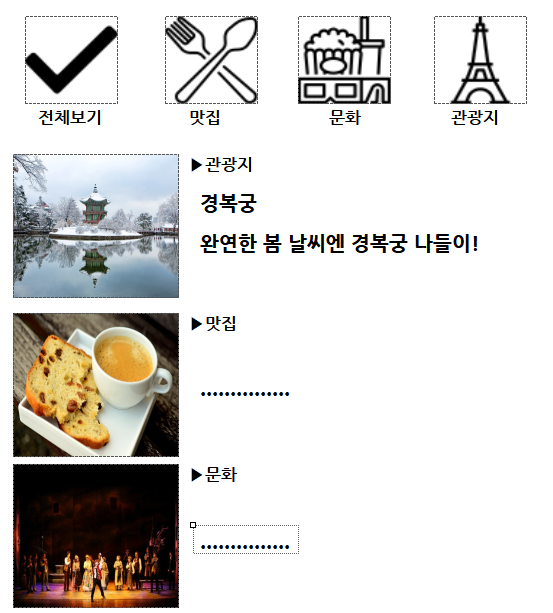 전체보기
맛집
문화
관광지
▶관광지
경복궁
완연한 봄 날씨엔 경복궁 나들이!
▶맛집
...............
▶문화
...............